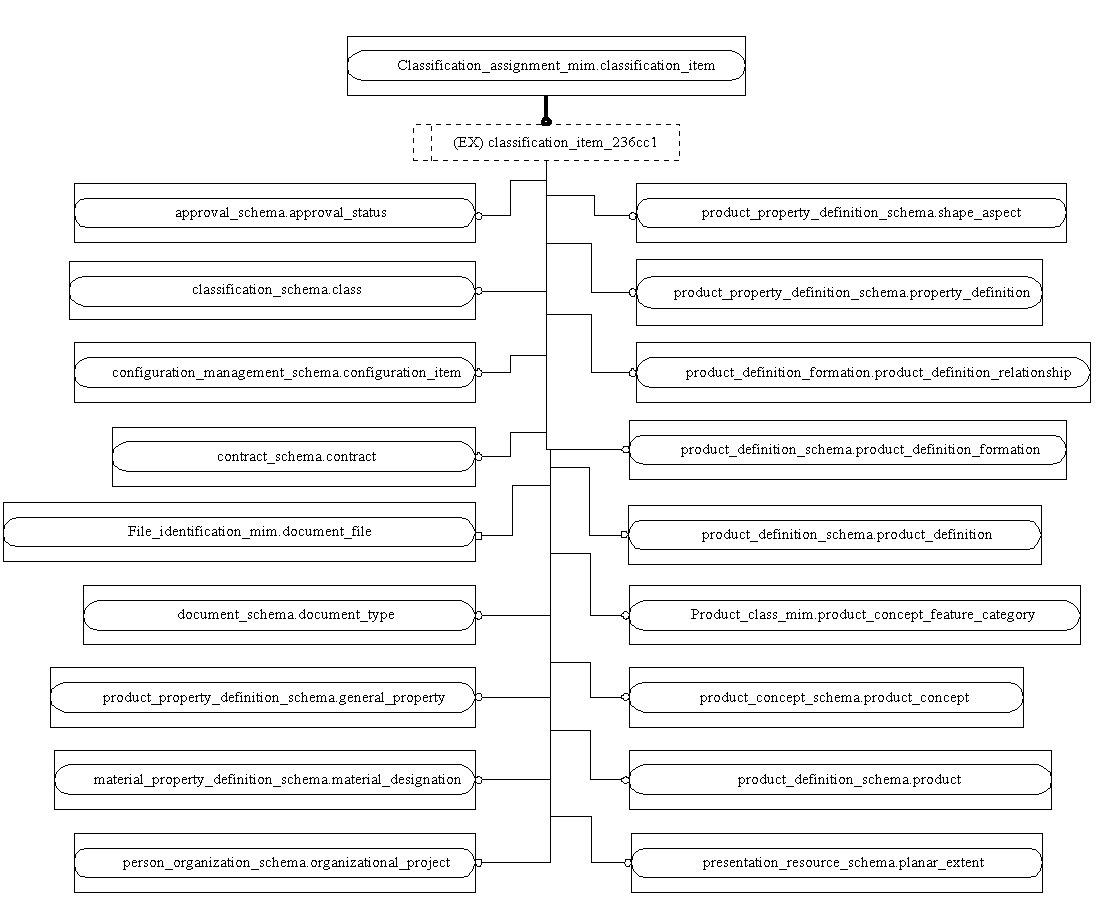 Classification_assignment_mim.classification_item
(EX) classification_item_236cc1
approval_schema.approval_status
product_property_definition_schema.shape_aspect
classification_schema.class
product_property_definition_schema.property_definition
configuration_management_schema.configuration_item
product_definition_formation.product_definition_relationship
contract_schema.contract
product_definition_schema.product_definition_formation
File_identification_mim.document_file
product_definition_schema.product_definition
document_schema.document_type
Product_class_mim.product_concept_feature_category
product_property_definition_schema.general_property
product_concept_schema.product_concept
material_property_definition_schema.material_designation
product_definition_schema.product
person_organization_schema.organizational_project
presentation_resource_schema.planar_extent